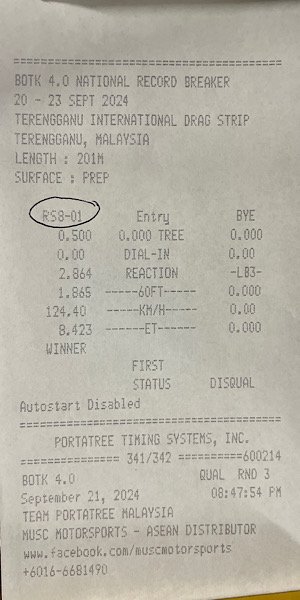 ==========================================
BOTK 4.0 NATIONAL RECORD BREAKER
20 - 23 SEPT 2024
TERENGGANU INTERNATIONAL DRAG STRIP
TERENGGANU, MALAYSIA
LENGTH : 201M
SURFACE : PREP
RS8-01 Entry BYE
0.500 0.000 TREE 0.000
0.00 DIAL-IN 0.00
2.864 REACTION -LB3-
1.865 -----60FT----- 0.000
124.40 -----KM/H----- 0.00
8.423 ------ET------ 0.000
WINNER
FIRST
STATUS DISQUAL
Autostart Disabled
==========================================
PORTATREE TIMING SYSTEMS, INC.
=============== 341/342 ==========600214
BOTK 4.0 QUAL RND 3
September 21, 2024 08:47:54 PM
TEAM PORTATREE MALAYSIA
MUSC MOTORSPORTS - ASEAN DISTRIBUTOR
www.facebook.com/muscmotorsports
+6016-6681490